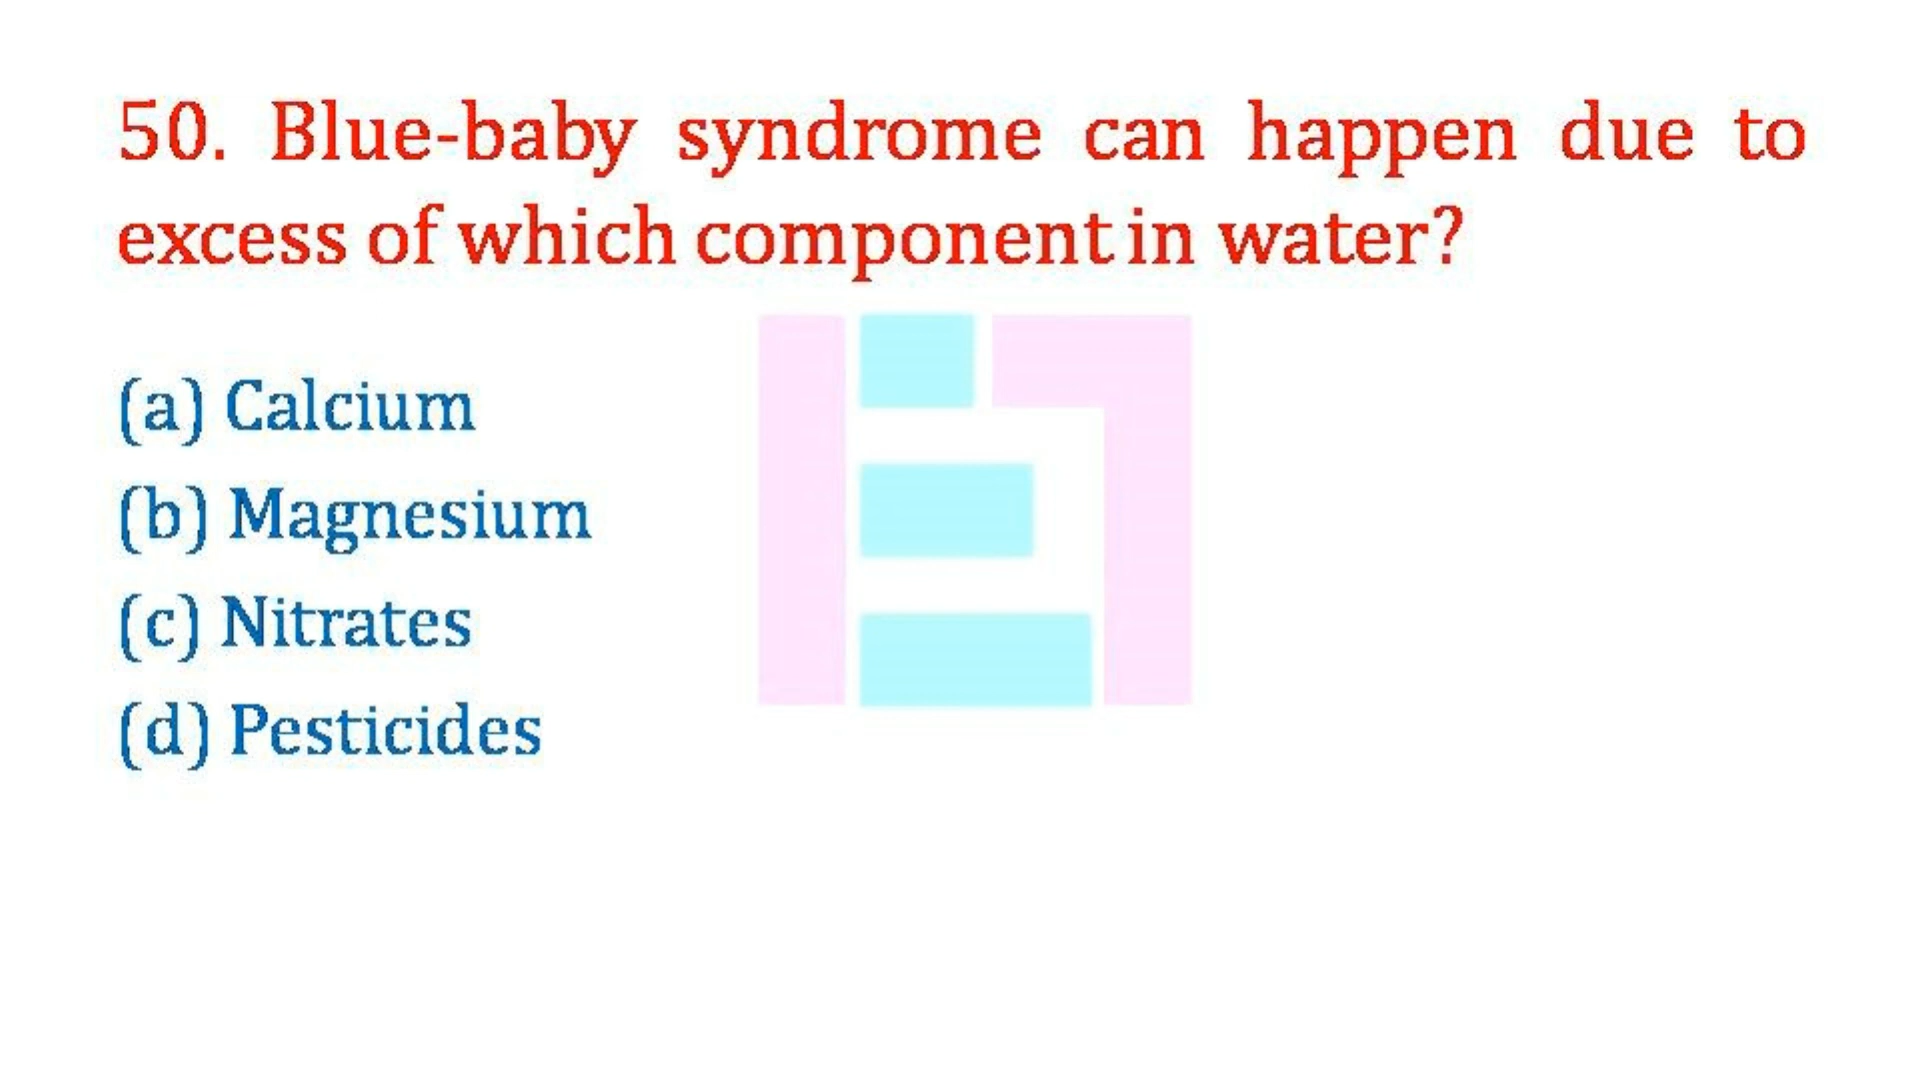 50. Blue-baby syndrome can happen due to
excess of which component in water?
(a) Calcium
(b) Magnesium
(c) Nitrates
(d) Pesticides